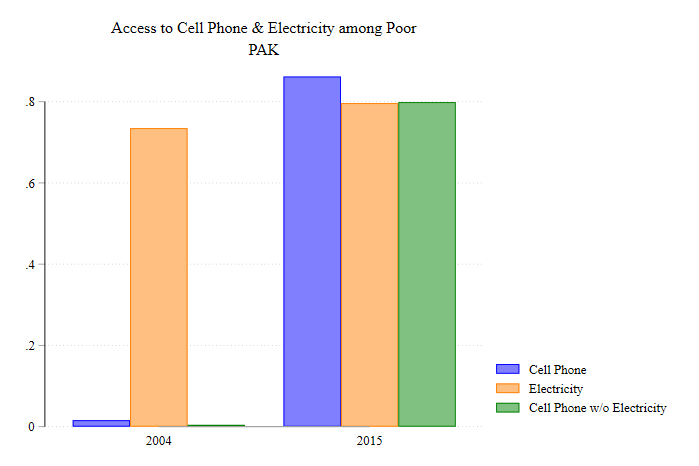 Access to Cell Phone & Electricity among Poor
PAK
.8
.6
.4
.2
0
2004
2015
Cell Phone
Electricity
Cell Phone w/o Electricity